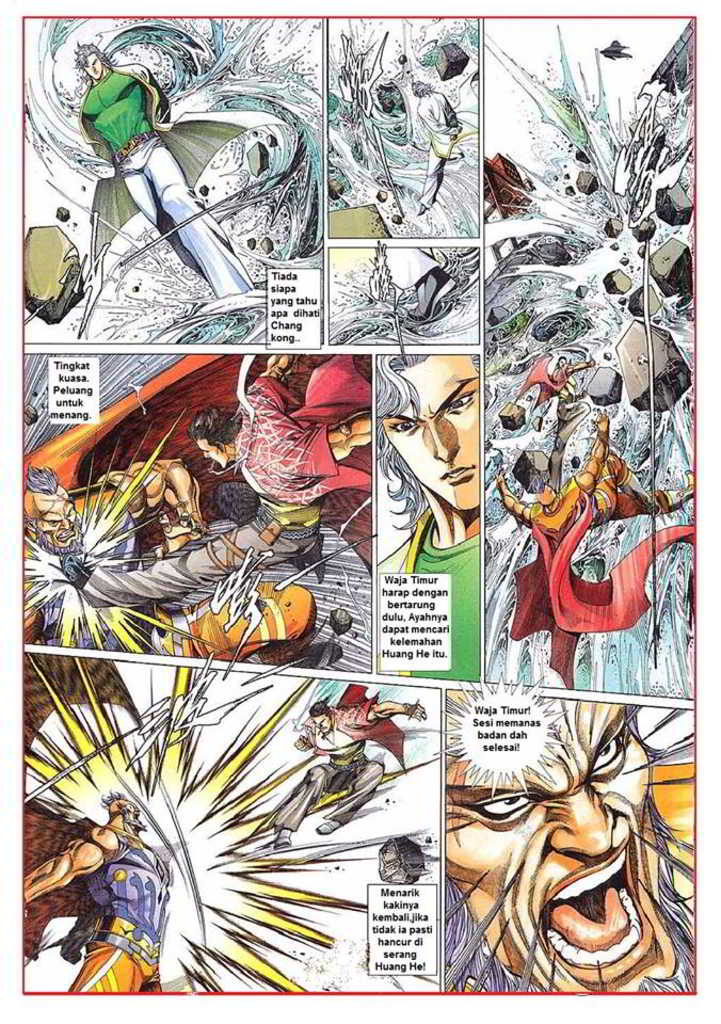 Tiada
siapa
yang tahu
apa dihati
Chang
kong..
Tingkat
kuasa.
Peluang
untuk
menang.
Waja Timur
harap dengan
bertarung
dulu, Ayahnya
dapat mencari
kelemahan
Huang He itu.
Waja Timur!
Sesi memanas
badan dah
selesai!
Menarik
kakinya
kembali,jika
tidak ia pasti
hancur di
serang
Huang He!